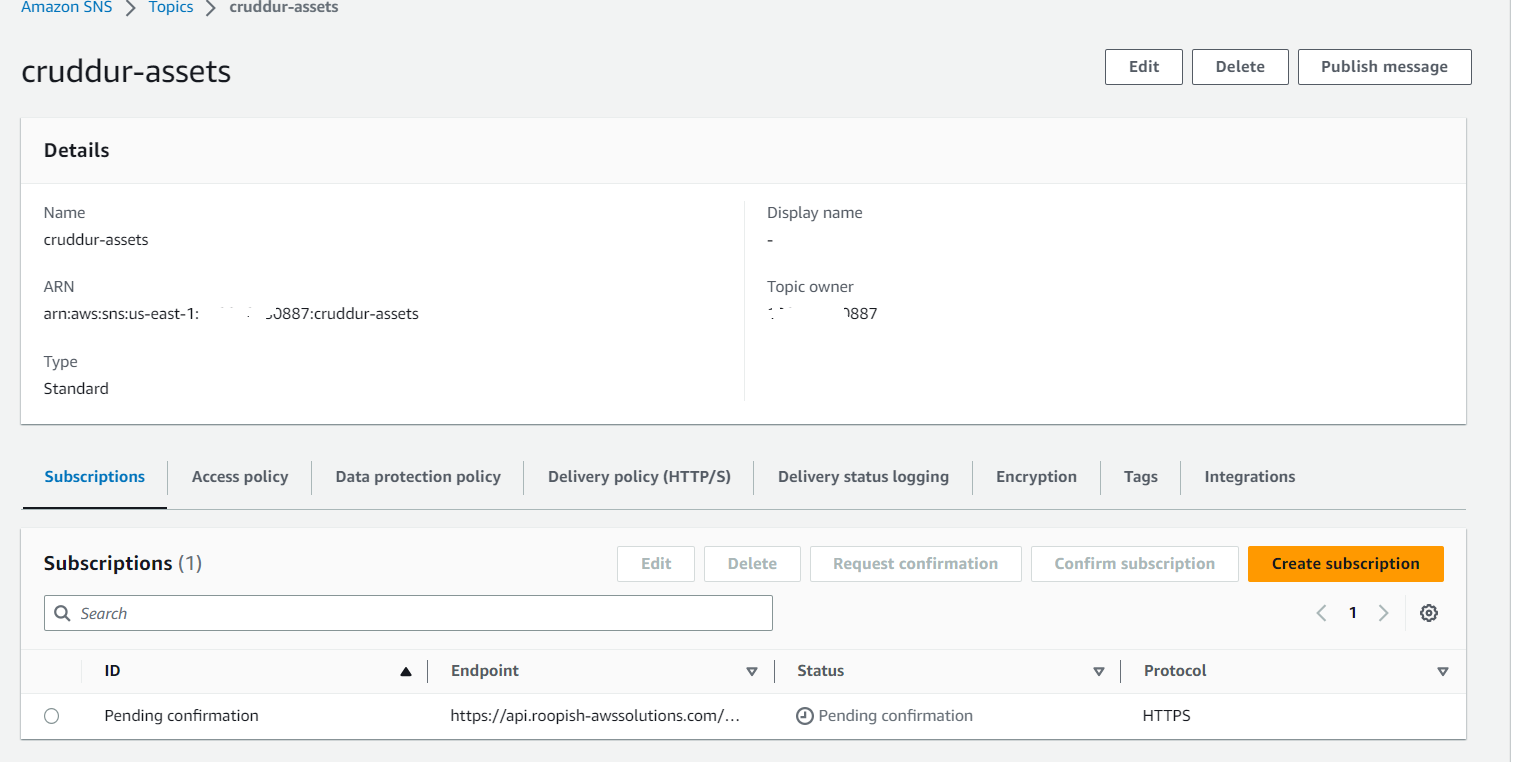 Amazon SNS > Topics > cruddur-assets
cruddur-assets
Edit Delete Publish message
Details
Name
cruddur-assets
Display name
-
ARN
arn:aws:sns:us-east-1: 0887:cruddur-assets
Topic owner
0887
Type
Standard
Subscriptions Access policy Data protection policy Delivery policy (HTTP/S) Delivery status logging Encryption Tags Integrations
Subscriptions (1)
Edit Delete Request confirmation Confirm subscription Create subscription
Search
1
ID Endpoint Status Protocol
Pending confirmation https://api.roopish-awssolutions.com/... Pending confirmation HTTPS